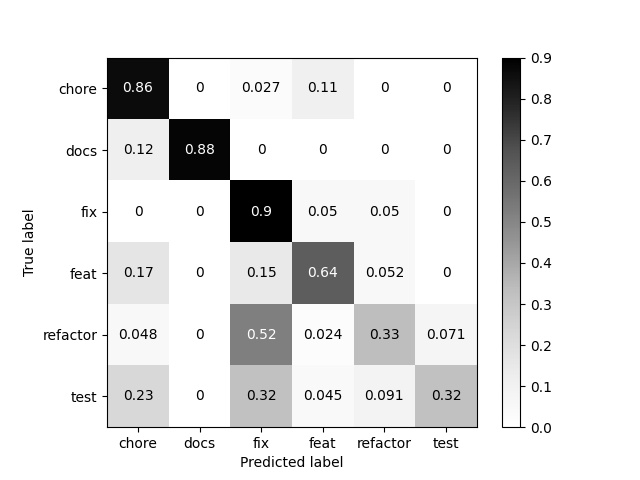 chore 0.86 0 0.027 0.11 0 0
docs 0.12 0.88 0 0 0 0
fix 0 0 0.9 0.05 0.05 0
feat 0.17 0 0.15 0.64 0.052 0
refactor 0.048 0 0.52 0.024 0.33 0.071
test 0.23 0 0.32 0.045 0.091 0.32
chore docs fix feat refactor test
Predicted label
True label
0.9
0.8
0.7
0.6
0.5
0.4
0.3
0.2
0.1
0.0